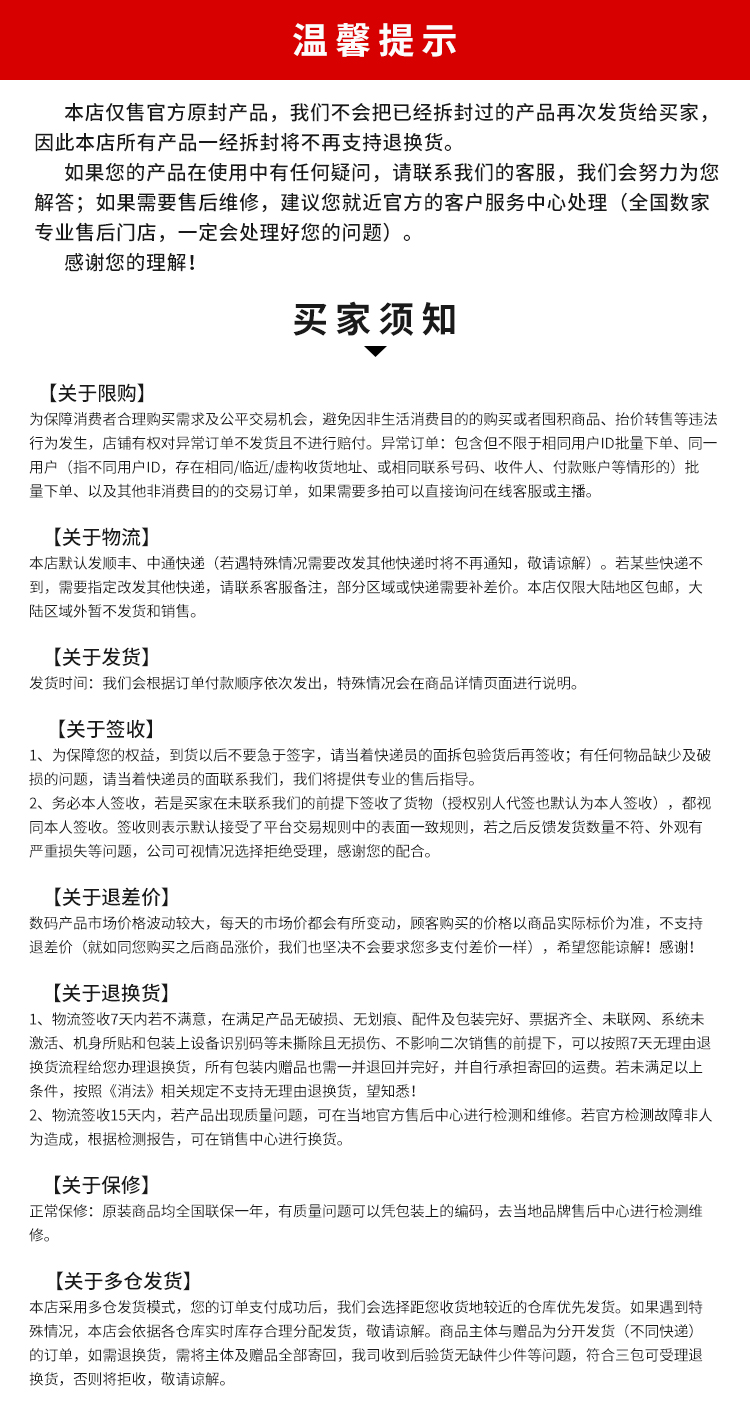 温馨提示
本店仅售官方原封产品，我们不会把已经拆封过的产品再次发货给买家，
因此本店所有产品一经拆封将不再支持退换货。
如果您的产品在使用中有任何疑问，请联系我们的客服，我们会努力为您
解答；如果需要售后维修，建议您就近官方的客户服务中心处理（全国数家
专业售后门店，一定会处理好您的问题）。
感谢您的理解！
买家须知
【关于限购】
为保障消费者合理购买需求及公平交易机会，避免因非生活消费目的的购买或者囤积商品、抬价转售等违法
行为发生，店铺有权对异常订单不发货且不进行赔付。异常订单：包含但不限于相同用户ID批量下单、同一
用户（指不同用户ID，存在相同/临近/虚构收货地址、或相同联系号码、收件人、付款账户等情形的）批
量下单、以及其他非消费目的的交易订单，如果需要多拍可以直接询问在线客服或主播。
【关于物流】
本店默认发顺丰、中通快递（若遇特殊情况需要改发其他快递时将不再通知，敬请谅解）。若某些快递不
到，需要指定改发其他快递，请联系客服备注，部分区域或快递需要补差价。本店仅限大陆地区包邮，大
陆区域外暂不发货和销售。
【关于发货】
发货时间：我们会根据订单付款顺序依次发出，特殊情况会在商品详情页面进行说明。
【关于签收】
1、为保障您的权益，到货以后不要急于签字，请当着快递员的面拆包验货后再签收；有任何物品缺少及破
损的问题，请当着快递员的面联系我们，我们将提供专业的售后指导。
2、务必本人签收，若是买家在未联系我们的前提下签收了货物（授权别人代签也默认为本人签收），都视
同本人签收。签收则表示默认接受了平台交易规则中的表面一致规则，若之后反馈发货数量不符、外观有
严重损失等问题，公司可视情况选择拒绝受理，感谢您的配合。
【关于退差价】
数码产品市场价格波动较大，每天的市场价都会有所变动，顾客购买的价格以商品实际标价为准，不支持
退差价（就如同您购买之后商品涨价，我们也坚决不会要求您多支付差价一样），希望您能谅解！感谢！
【关于退换货】
1、物流签收7天内若不满意，在满足产品无破损、无划痕、配件及包装完好、票据齐全、未联网、系统未
激活、机身所贴和包装上设备识别码等未撕除且无损伤、不影响二次销售的前提下，可以按照7天无理由退
换货流程给您办理退换货，所有包装内赠品也需一并退回并完好，并自行承担寄回的运费。若未满足以上
条件，按照《消法》相关规定不支持无理由退换货，望知悉！
2、物流签收15天内，若产品出现质量问题，可在当地官方售后中心进行检测和维修。若官方检测故障非人
为造成，根据检测报告，可在销售中心进行换货。
【关于保修】
正常保修：原装商品均全国联保一年，有质量问题可以凭包装上的编码，去当地品牌售后中心进行检测维
修。
【关于多仓发货】
本店采用多仓发货模式，您的订单支付成功后，我们会选择距您收货地较近的仓库优先发货。如果遇到特
殊情况，本店会依据各仓库实时库存合理分配发货，敬请谅解。商品主体与赠品为分开发货（不同快递）
的订单，如需退换货，需将主体及赠品全部寄回，我司收到后验货无缺件少件等问题，符合三包可受理退
换货，否则将拒收，敬请谅解。